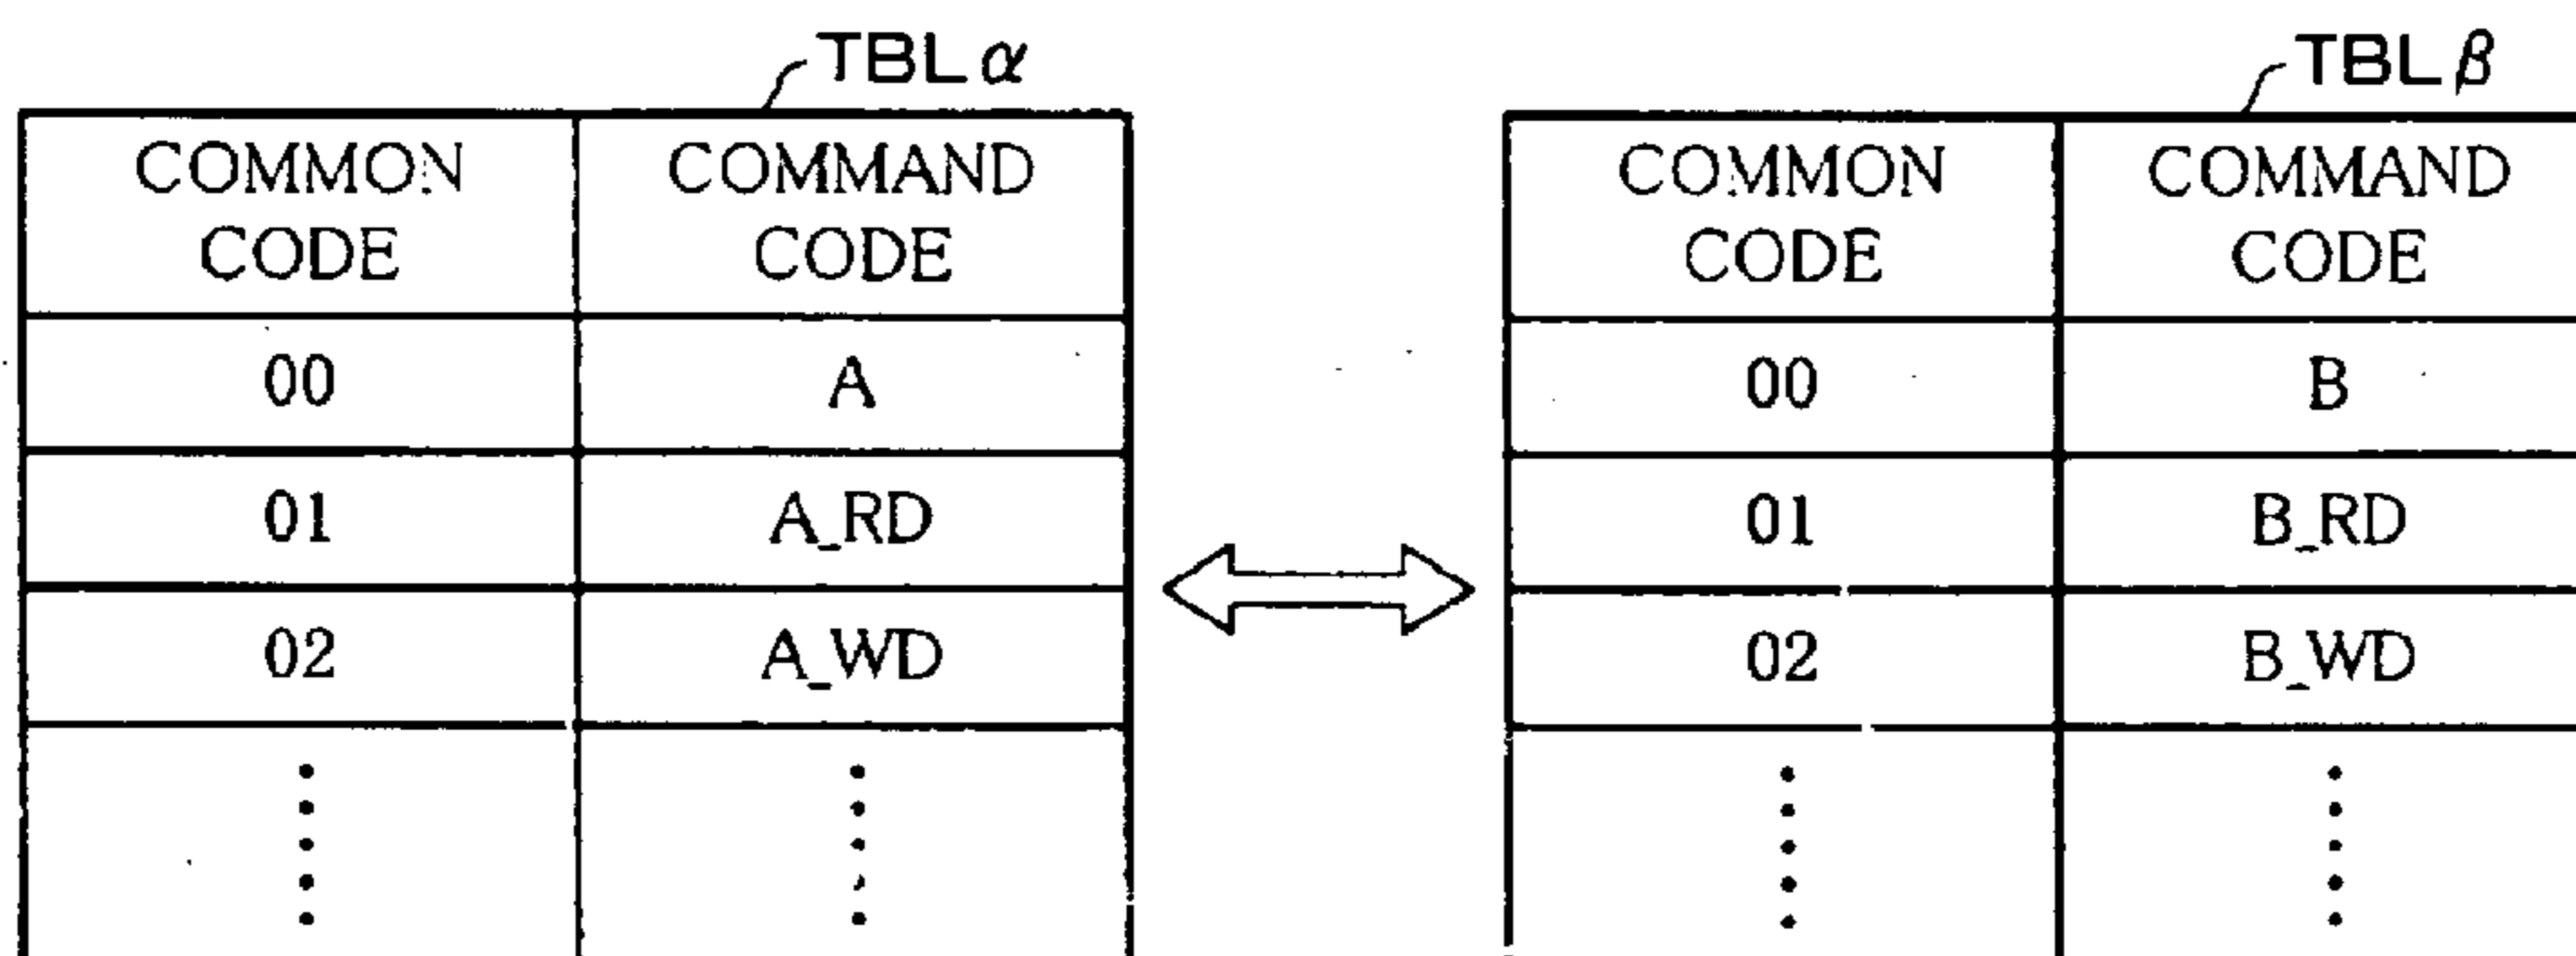 TBLα
COMMON CODE COMMAND CODE
00 A
01 A_RD
02 A_WD
TBLβ
COMMON CODE COMMAND CODE
00 B
01 B_RD
02 B_WD